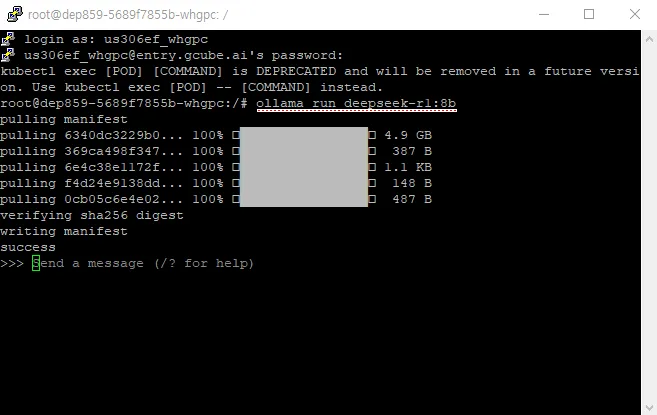 root@dep859-5689f7855b-whgpc: /
login as: us306ef_whgpc
us306ef_whgpc@entry.gcube.ai's password:
kubectl exec [POD] [COMMAND] is DEPRECATED and will be removed in a future versi
on. Use kubectl exec [POD] -- [COMMAND] instead.
root@dep859-5689f7855b-whgpc:/# ollama run deepseek-r1:8b
pulling manifest
pulling 6340dc3229b0... 100% 4.9 GB
pulling 369ca498f347... 100% 387 B
pulling 6e4c38e1172f... 100% 1.1 KB
pulling f4d24e9138dd... 100% 148 B
pulling 0cb05c6e4e02... 100% 487 B
verifying sha256 digest
writing manifest
success
>>> Send a message (/? for help)